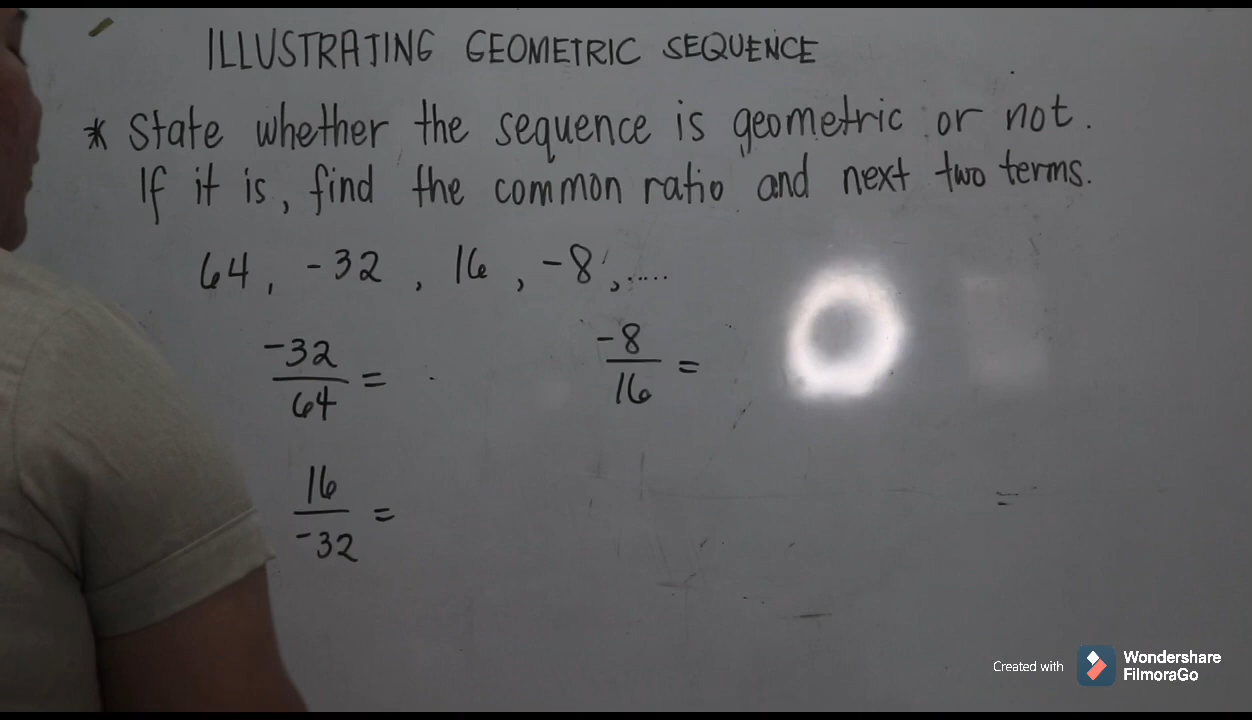 ILLUSTRATING GEOMETRIC SEQUENCE
* State whether the sequence is geometric or not.
If it is, find the common ratio and next two terms.
64, -32, 16, -8, .....
-32/64 =
-8/16 =
16/-32 =
=
Created with Wondershare FilmoraGo